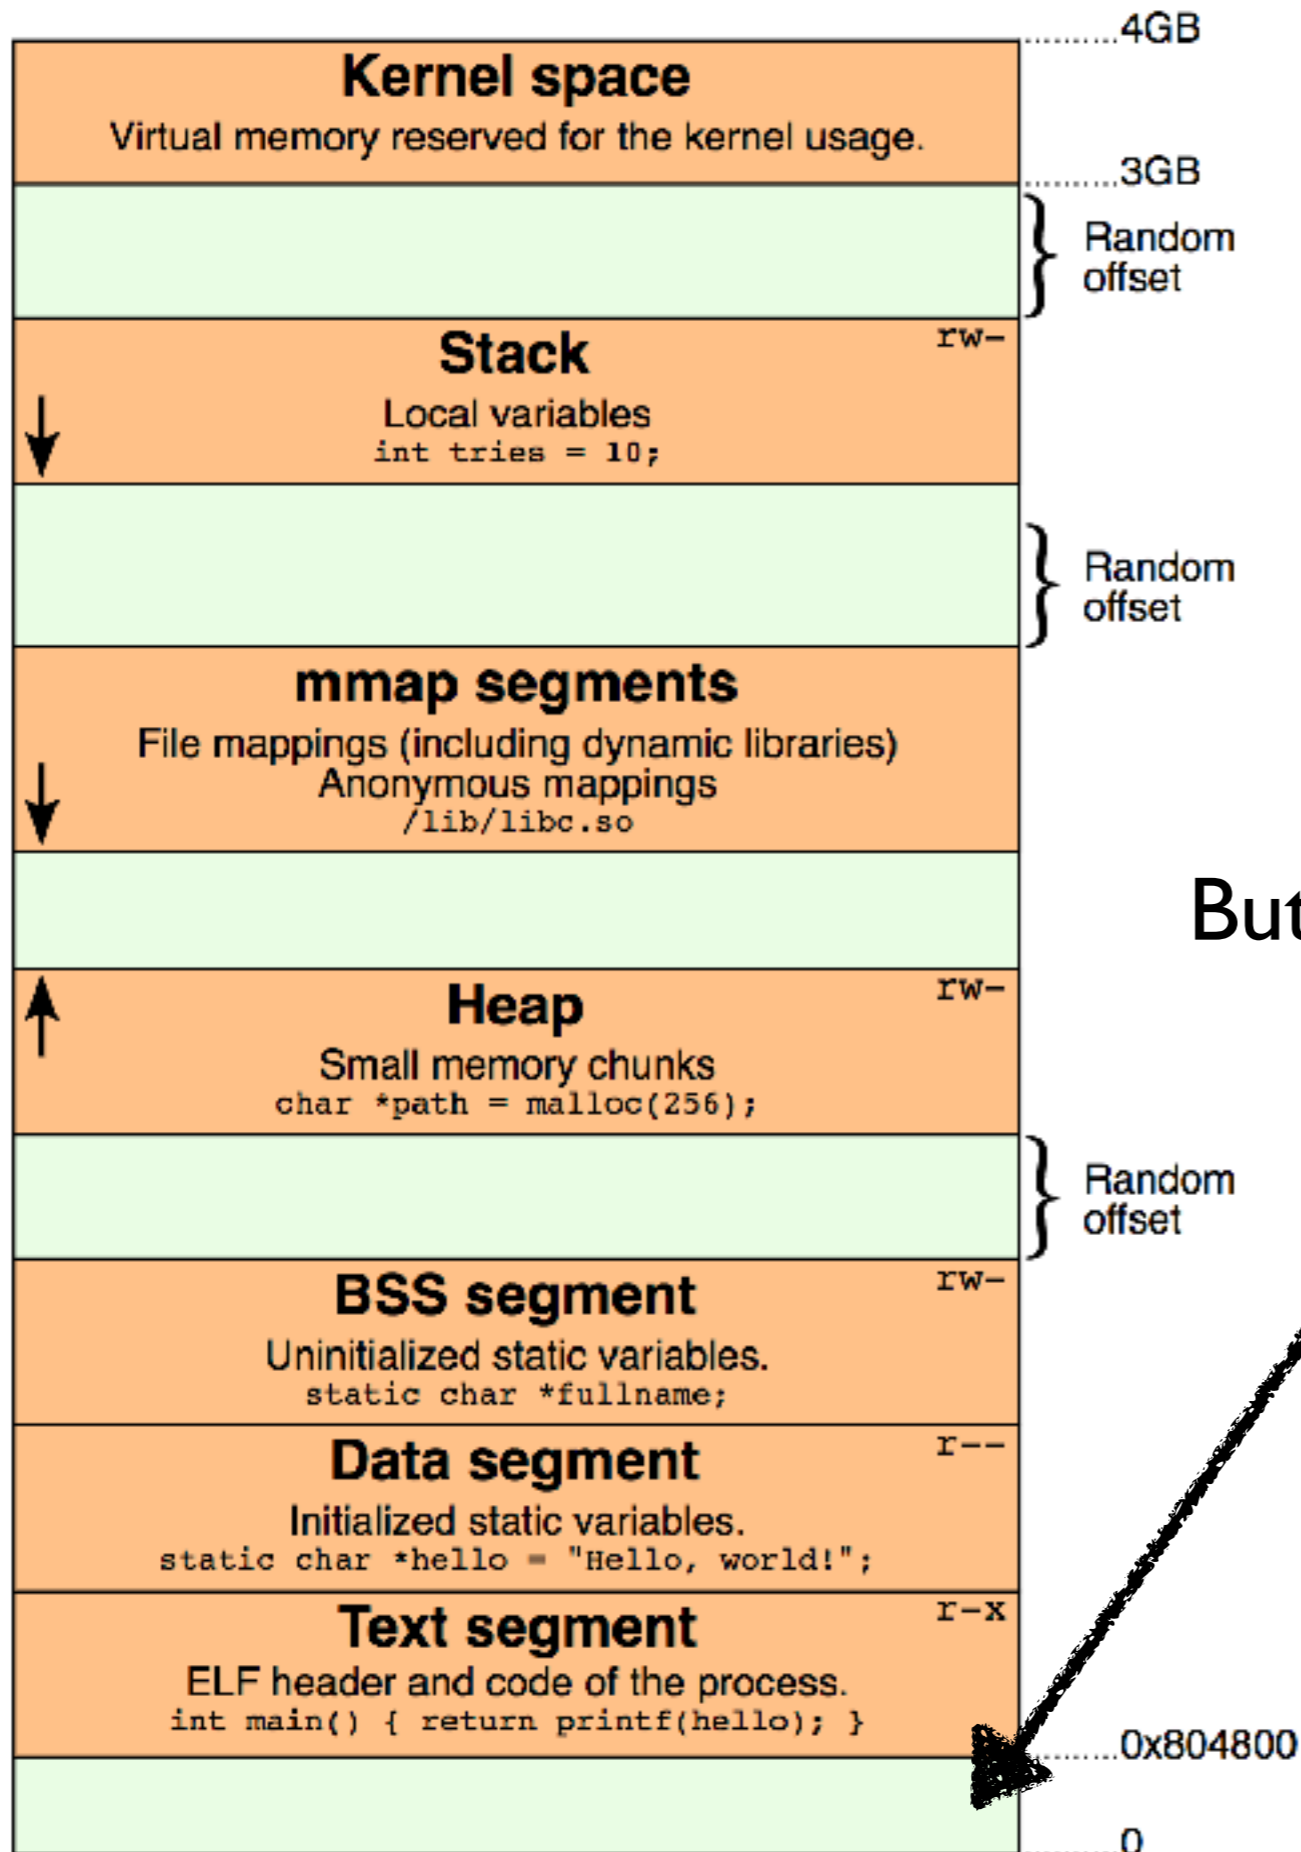 4GB
Kernel space
Virtual memory reserved for the kernel usage.
3GB
Random
offset
Stack
rw-
Local variables
int tries = 10;
Random
offset
mmap segments
File mappings (including dynamic libraries)
Anonymous mappings
/lib/libc.so
But
Heap
rw-
Small memory chunks
char *path = malloc(256);
Random
offset
BSS segment
rw-
Uninitialized static variables.
static char *fullname;
Data segment
r--
Initialized static variables.
static char *hello = "Hello, world!";
Text segment
r-x
ELF header and code of the process.
int main() { return printf(hello); }
0x804800
0